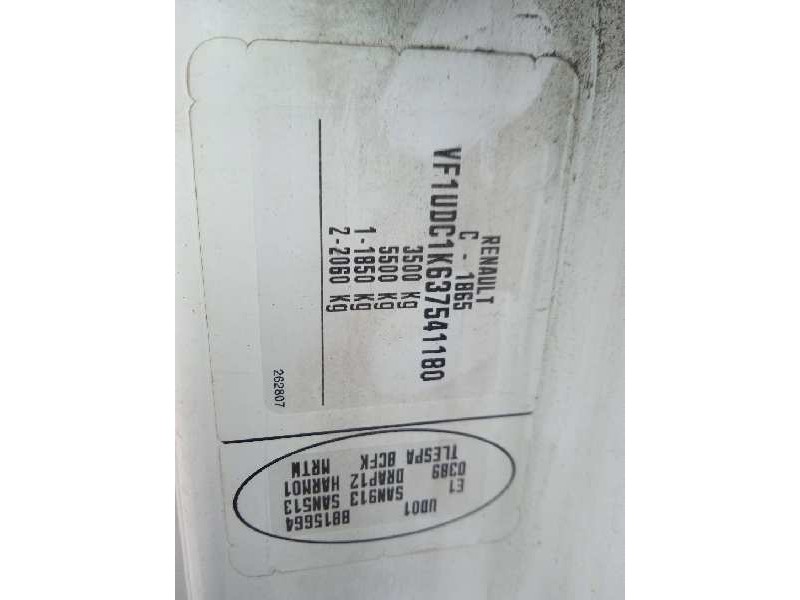 RENAULT
C - 1865
VF1UDC1K637541180
3500 Kg
5500 Kg
1-1850 Kg
2-2060 Kg
262807
E1 UD01
0389 SAN913 SAN513 8815664
TLESPA DRAP12 HARM01
BCFK MRTM